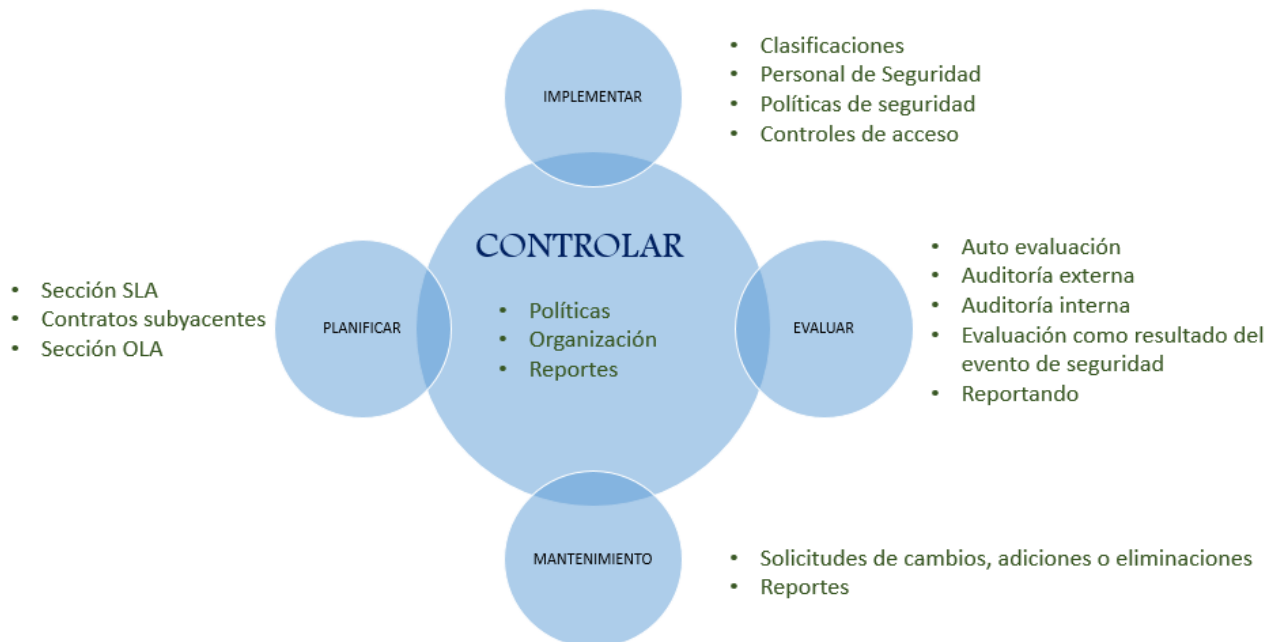 IMPLEMENTAR
• Clasificaciones
• Personal de Seguridad
• Políticas de seguridad
• Controles de acceso
CONTROLAR
• Políticas
• Organización
• Reportes
• Sección SLA
• Contratos subyacentes
• Sección OLA
PLANIFICAR
EVALUAR
• Auto evaluación
• Auditoría externa
• Auditoría interna
• Evaluación como resultado del
evento de seguridad
• Reportando
MANTENIMIENTO
• Solicitudes de cambios, adiciones o eliminaciones
• Reportes